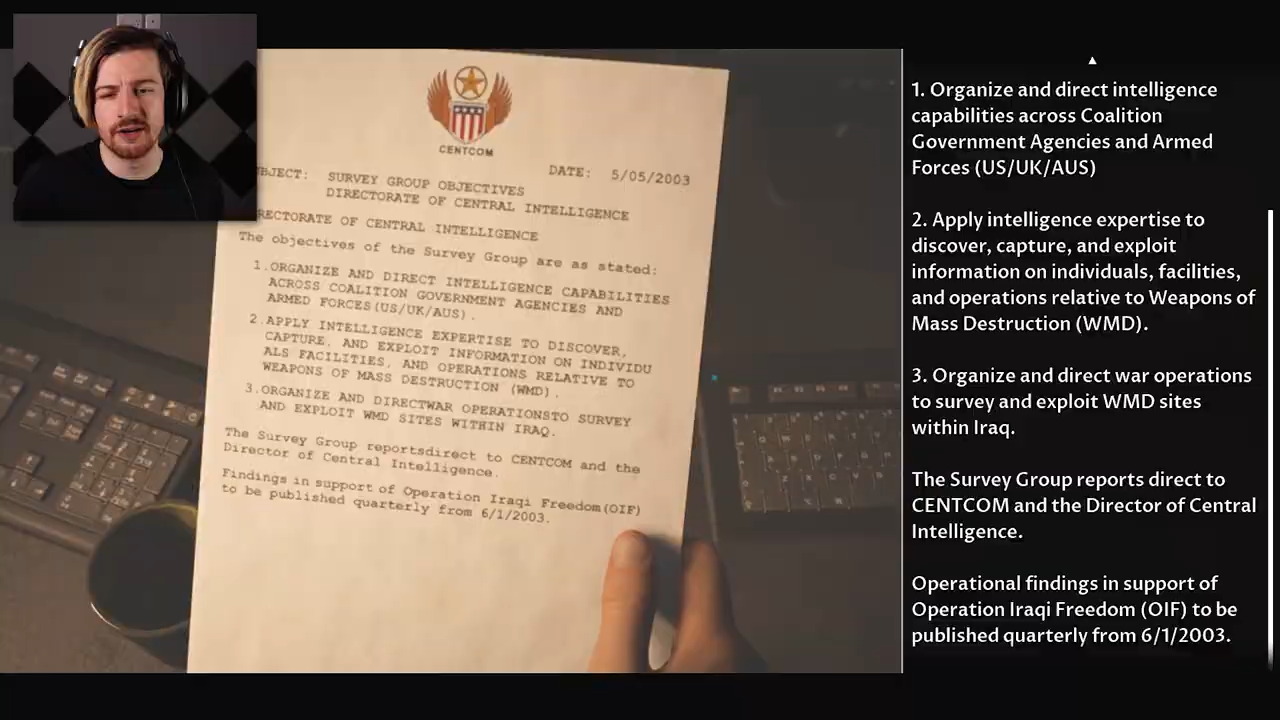 CENTCOM
DATE: 5/05/2003
BJECT: SURVEY GROUP OBJECTIVES
DIRECTORATE OF CENTRAL INTELLIGENCE
RECTORATE OF CENTRAL INTELLIGENCE
The objectives of the Survey Group are as stated:
1.ORGANIZE AND DIRECT INTELLIGENCE CAPABILITIES
ACROSS COALITION GOVERNMENT AGENCIES AND
ARMED FORCES(US/UK/AUS).
2.APPLY INTELLIGENCE EXPERTISE TO DISCOVER,
CAPTURE, AND EXPLOIT INFORMATION ON INDIVIDU
ALS FACILITIES, AND OPERATIONS RELATIVE TO
WEAPONS OF MASS DESTRUCTION (WMD).
3.ORGANIZE AND DIRECTWAR OPERATIONSTO SURVEY
AND EXPLOIT WMD SITES WITHIN IRAQ.
The Survey Group reportsdirect to CENTCOM and the
Director of Central Intelligence.
Findings in support of Operation Iraqi Freedom(OIF)
to be published quarterly from 6/1/2003.
1. Organize and direct intelligence
capabilities across Coalition
Government Agencies and Armed
Forces (US/UK/AUS)
2. Apply intelligence expertise to
discover, capture, and exploit
information on individuals, facilities,
and operations relative to Weapons of
Mass Destruction (WMD).
3. Organize and direct war operations
to survey and exploit WMD sites
within Iraq.
The Survey Group reports direct to
CENTCOM and the Director of Central
Intelligence.
Operational findings in support of
Operation Iraqi Freedom (OIF) to be
published quarterly from 6/1/2003.